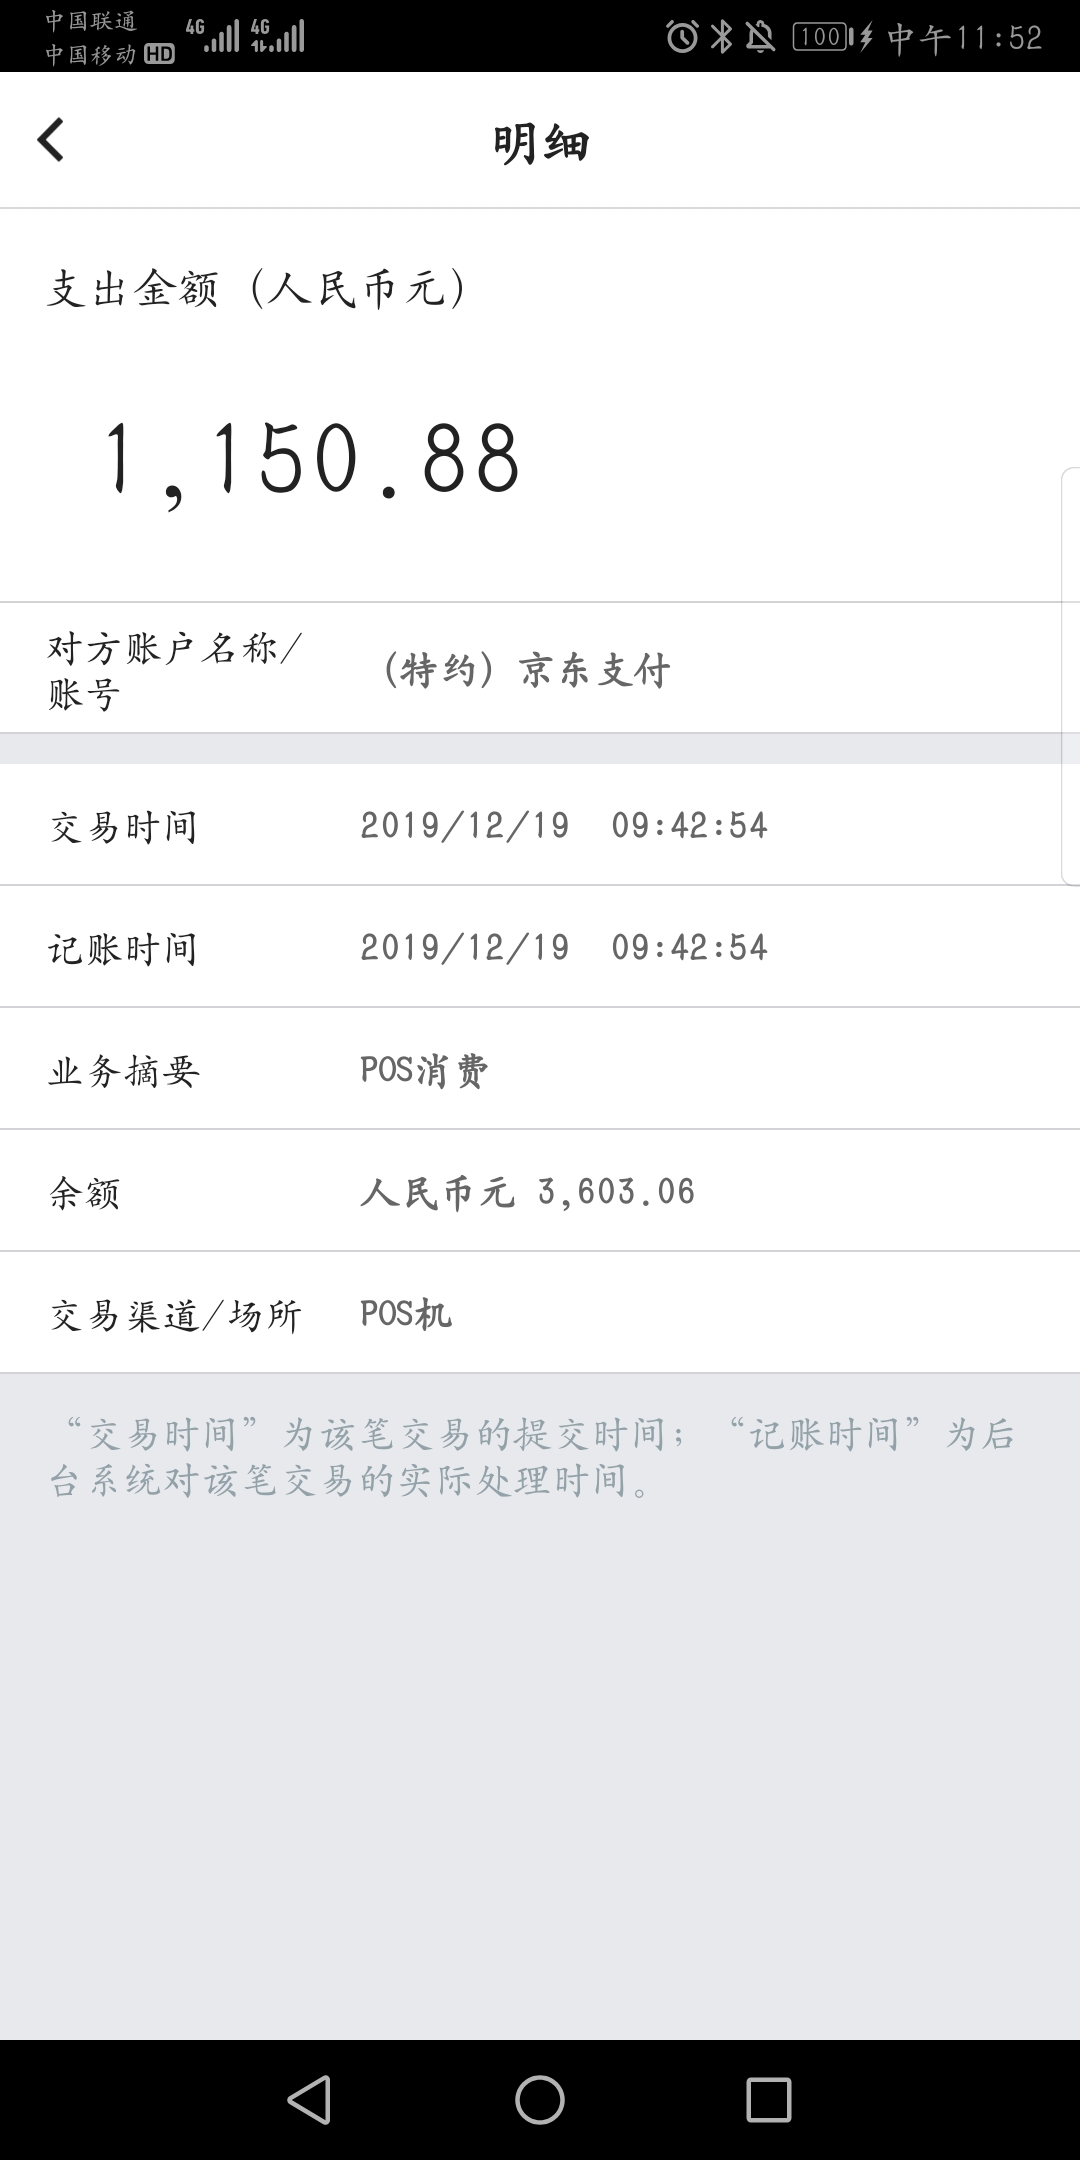 中国联通
中国移动 HD 4G 4G 100 中午11:52
明细
支出金额（人民币元）
1,150.88
对方账户名称/
账号
（特约）京东支付
交易时间 2019/12/19 09:42:54
记账时间 2019/12/19 09:42:54
业务摘要 POS消费
余额 人民币元 3,603.06
交易渠道/场所 POS机
“交易时间”为该笔交易的提交时间；“记账时间”为后
台系统对该笔交易的实际处理时间。